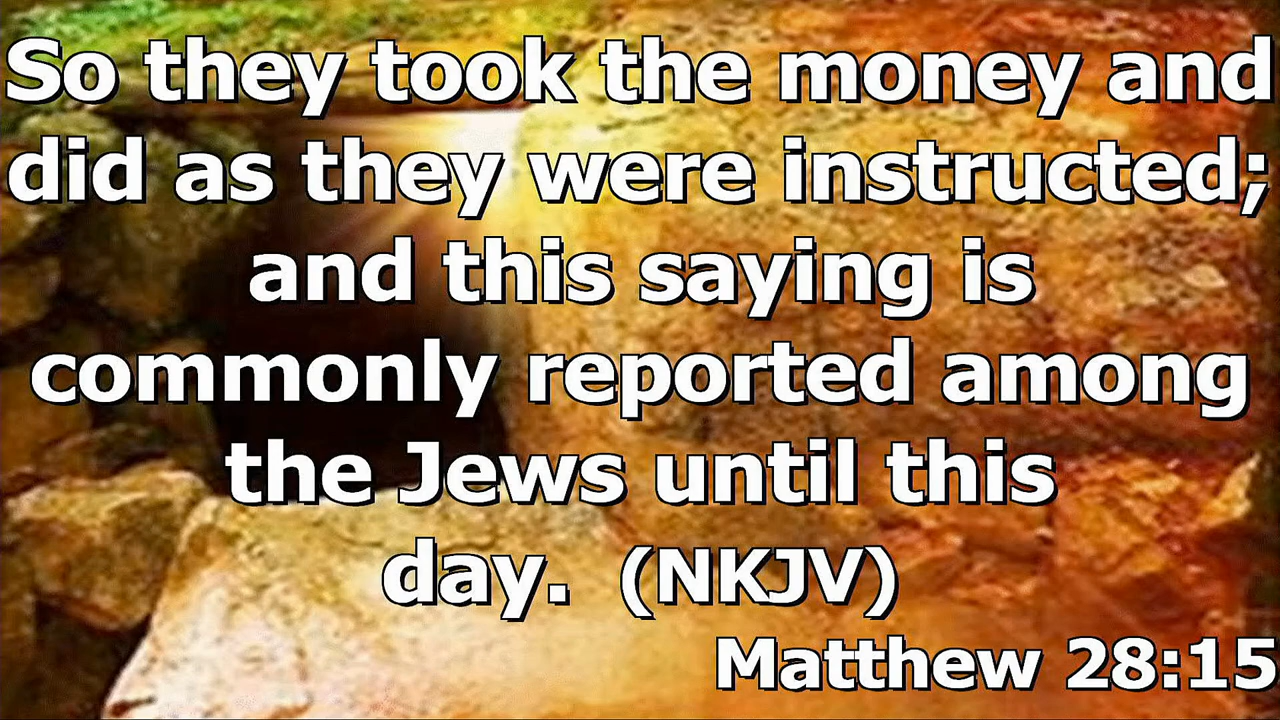 So they took the money and
did as they were instructed;
and this saying is
commonly reported among
the Jews until this
day. (NKJV)
Matthew 28:15